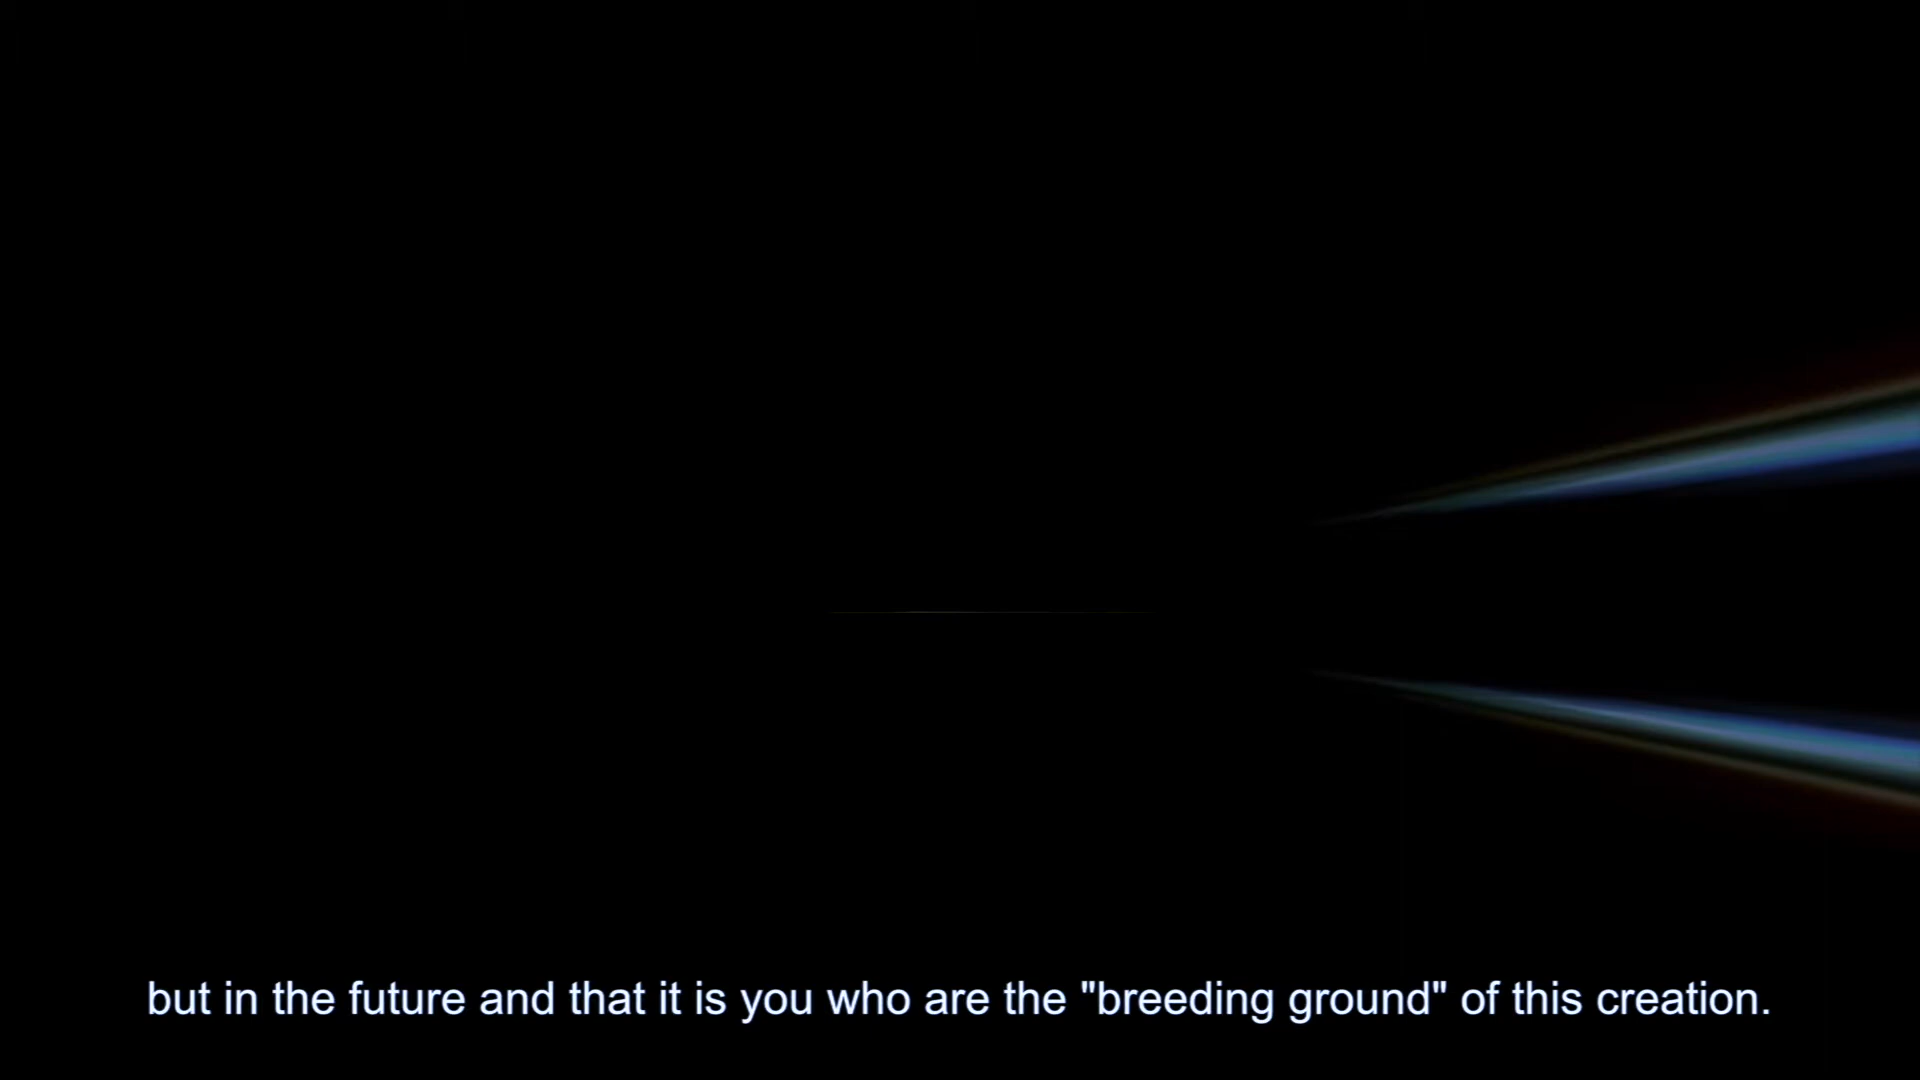 but in the future and that it is you who are the "breeding ground" of this creation.